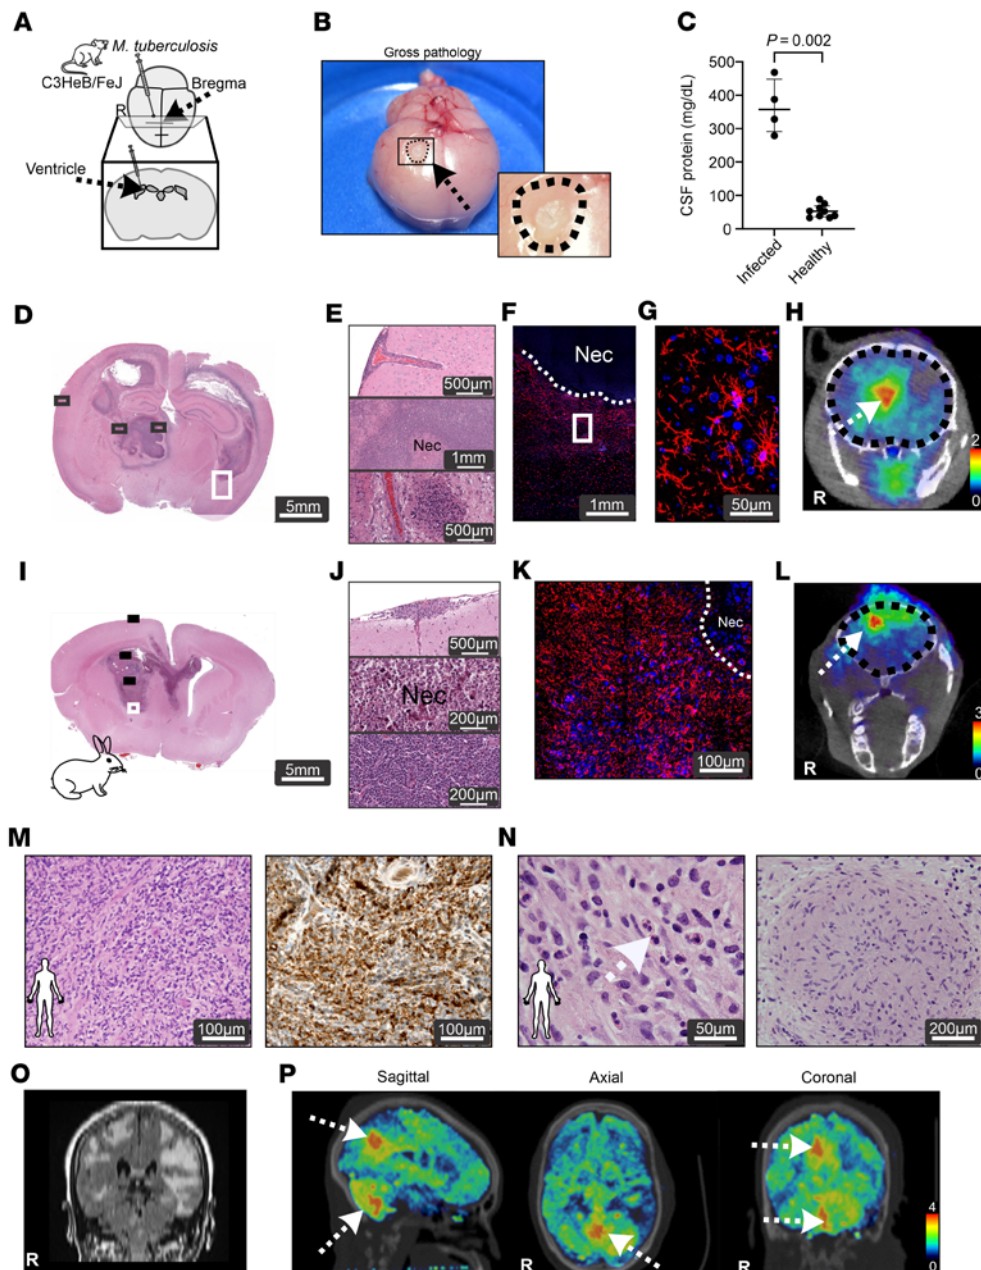 A
M. tuberculosis
C3HeB/FeJ
R
Bregma
Ventricle
B
Gross pathology
C
P = 0.002
CSF protein (mg/dL)
500
400
300
200
100
0
Infected
Healthy
D
5mm
E
500µm
Nec
1mm
500µm
F
Nec
1mm
G
50µm
H
R
2
0
I
5mm
J
500µm
Nec
200µm
200µm
K
Nec
100µm
L
R
3
0
M
100µm
100µm
N
50µm
200µm
O
R
P
Sagittal
Axial
Coronal
R
R
4
0